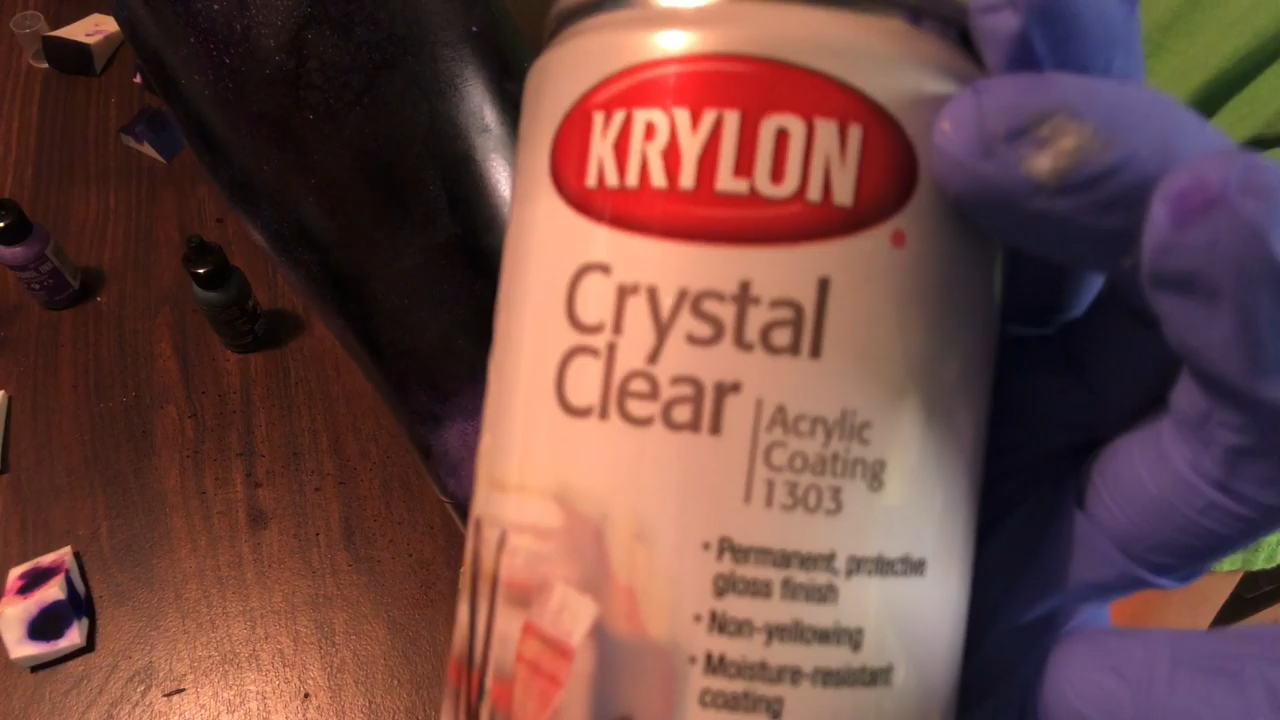 KRYLON
Crystal
Clear
Acrylic
Coating
1303
• Permanent, protective
gloss finish
• Non-yellowing
• Moisture-resistant
coating